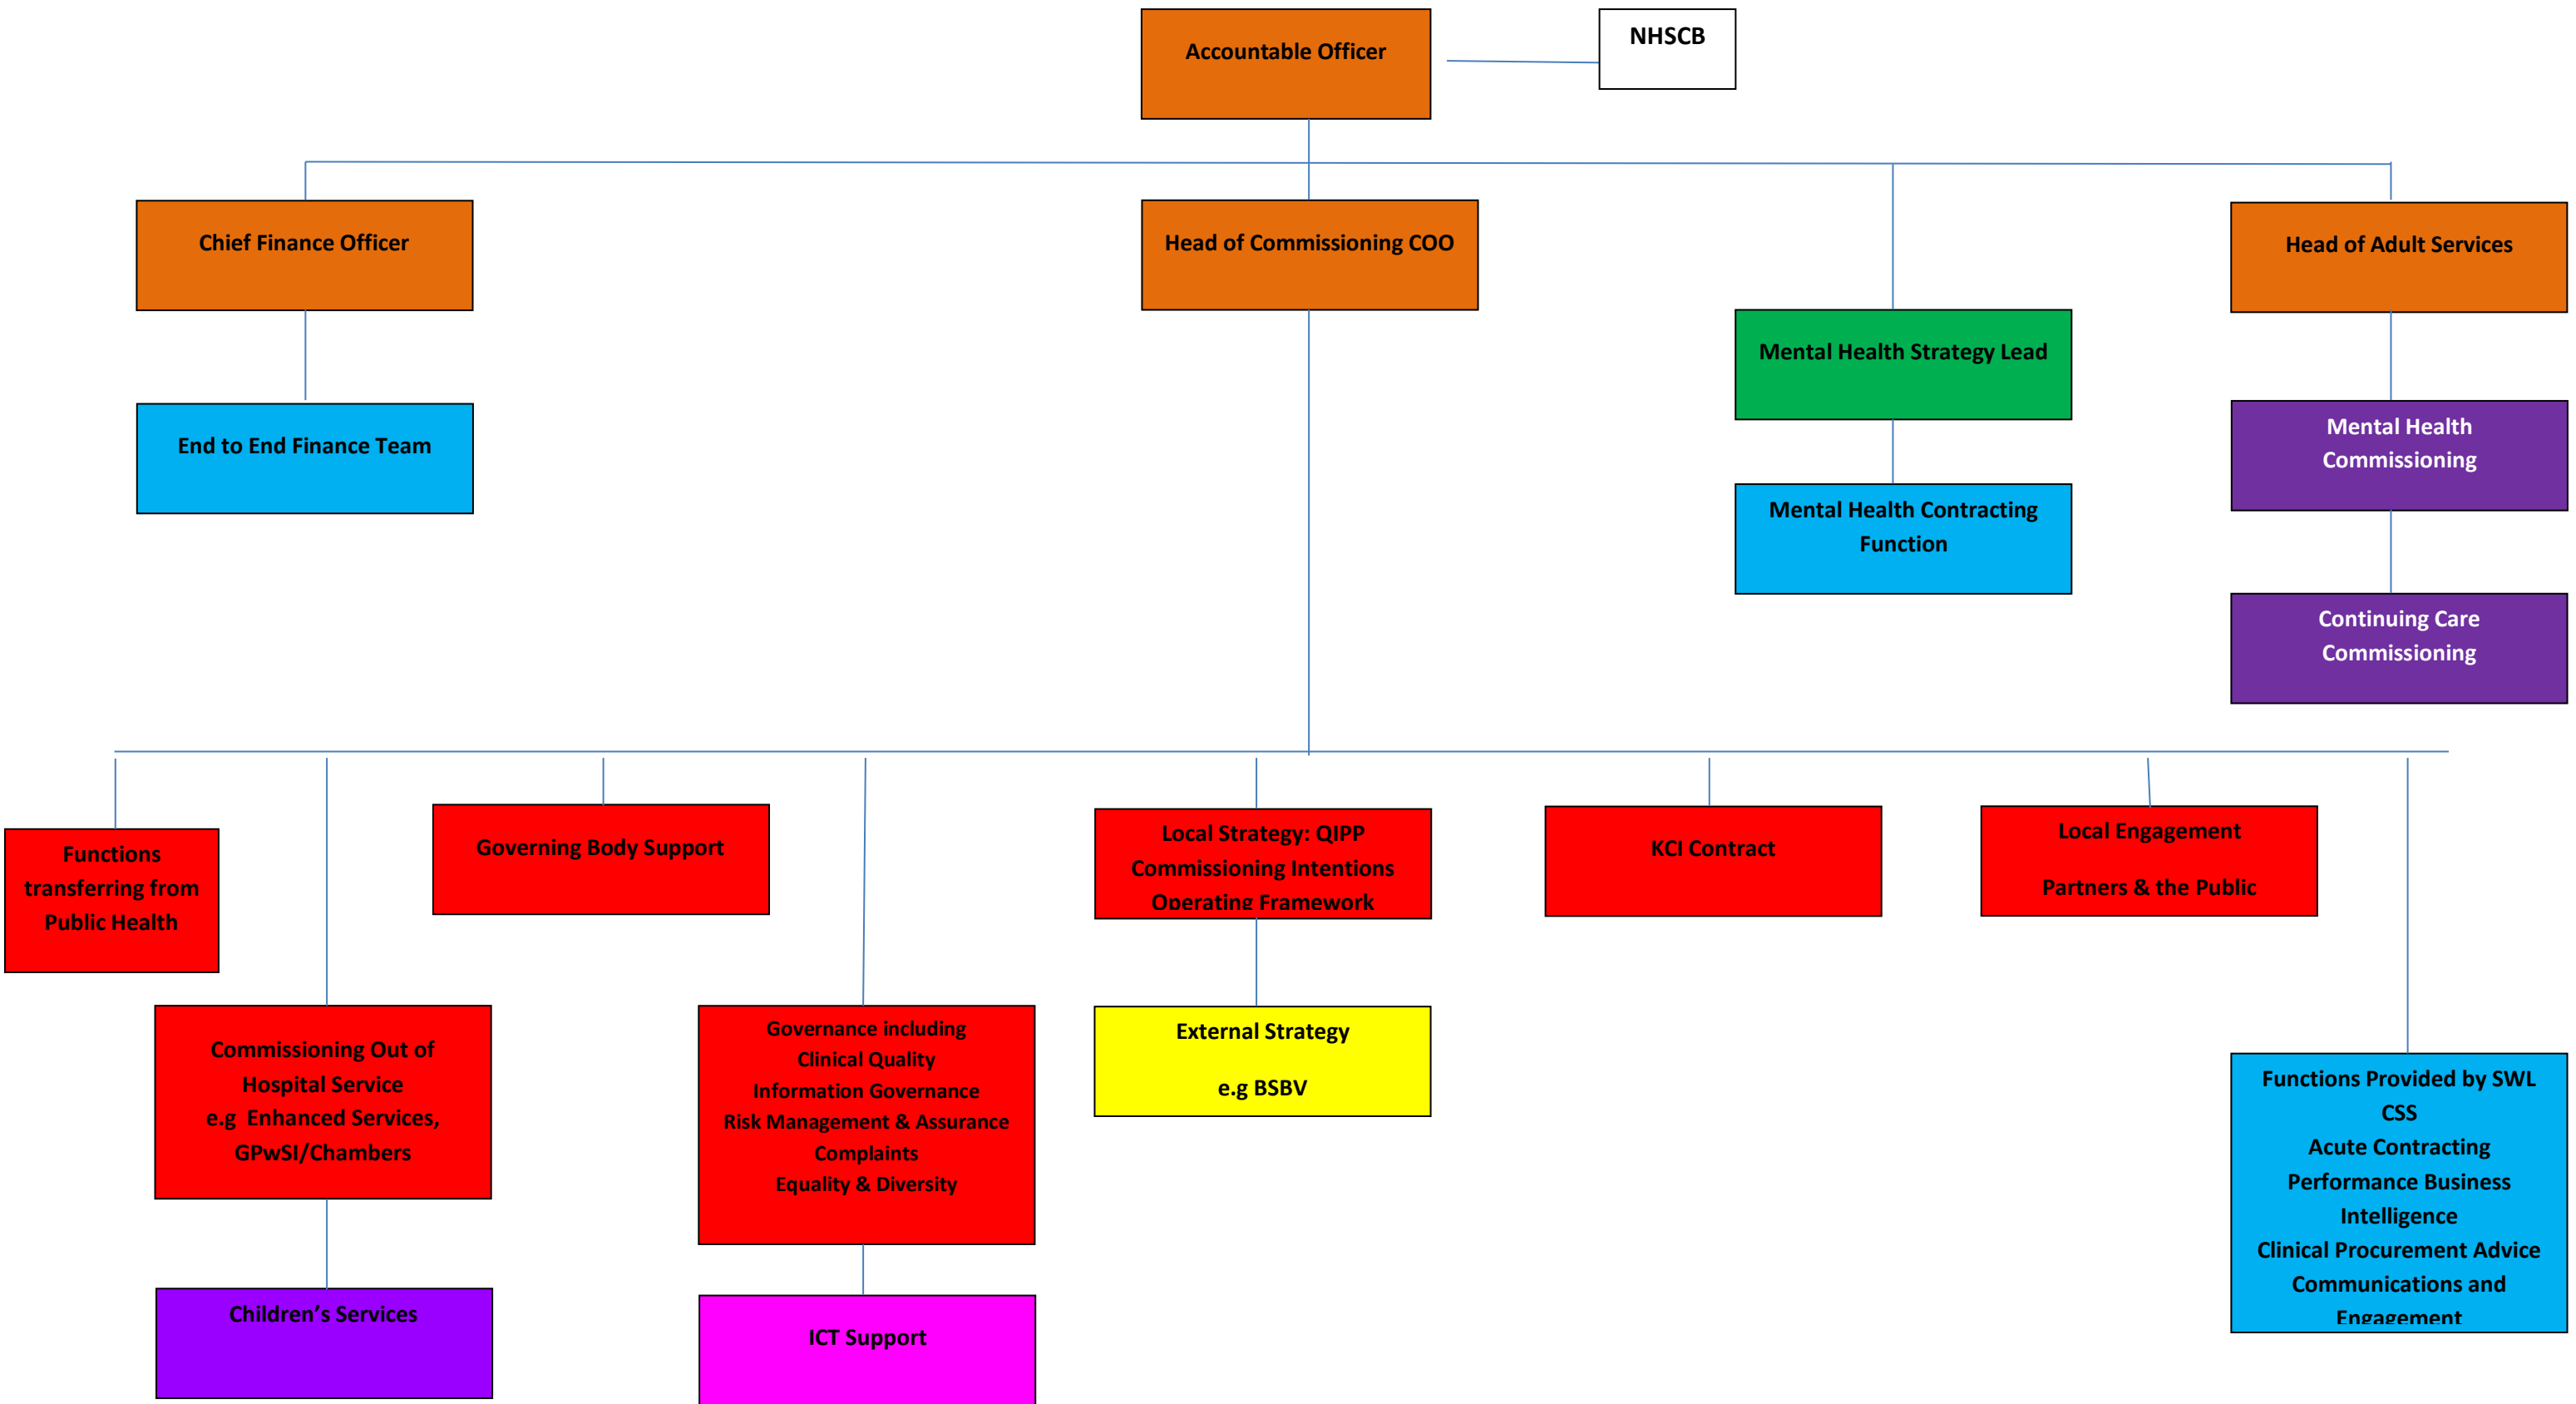 Accountable Officer
NHSCB
Chief Finance Officer
Head of Commissioning COO
Head of Adult Services
Mental Health Strategy Lead
End to End Finance Team
Mental Health
Commissioning
Mental Health Contracting
Function
Continuing Care
Commissioning
Functions
transferring from
Public Health
Governing Body Support
Local Strategy: QIPP
Commissioning Intentions
Operating Framework
KCI Contract
Local Engagement
Partners & the Public
Commissioning Out of
Hospital Service
e.g Enhanced Services,
GPwSI/Chambers
Governance including
Clinical Quality
Information Governance
Risk Management & Assurance
Complaints
Equality & Diversity
External Strategy
e.g BSBV
Functions Provided by SWL
CSS
Acute Contracting
Performance Business
Intelligence
Clinical Procurement Advice
Communications and
Engagement
Children’s Services
ICT Support